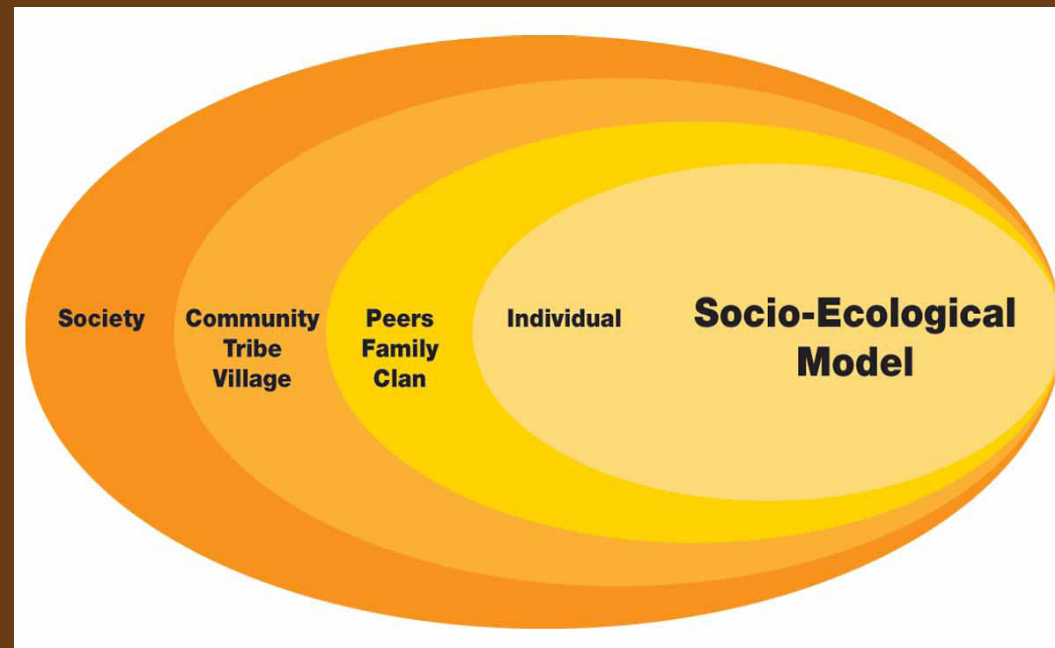 Society
Community
Tribe
Village
Peers
Family
Clan
Individual
Socio-Ecological
Model